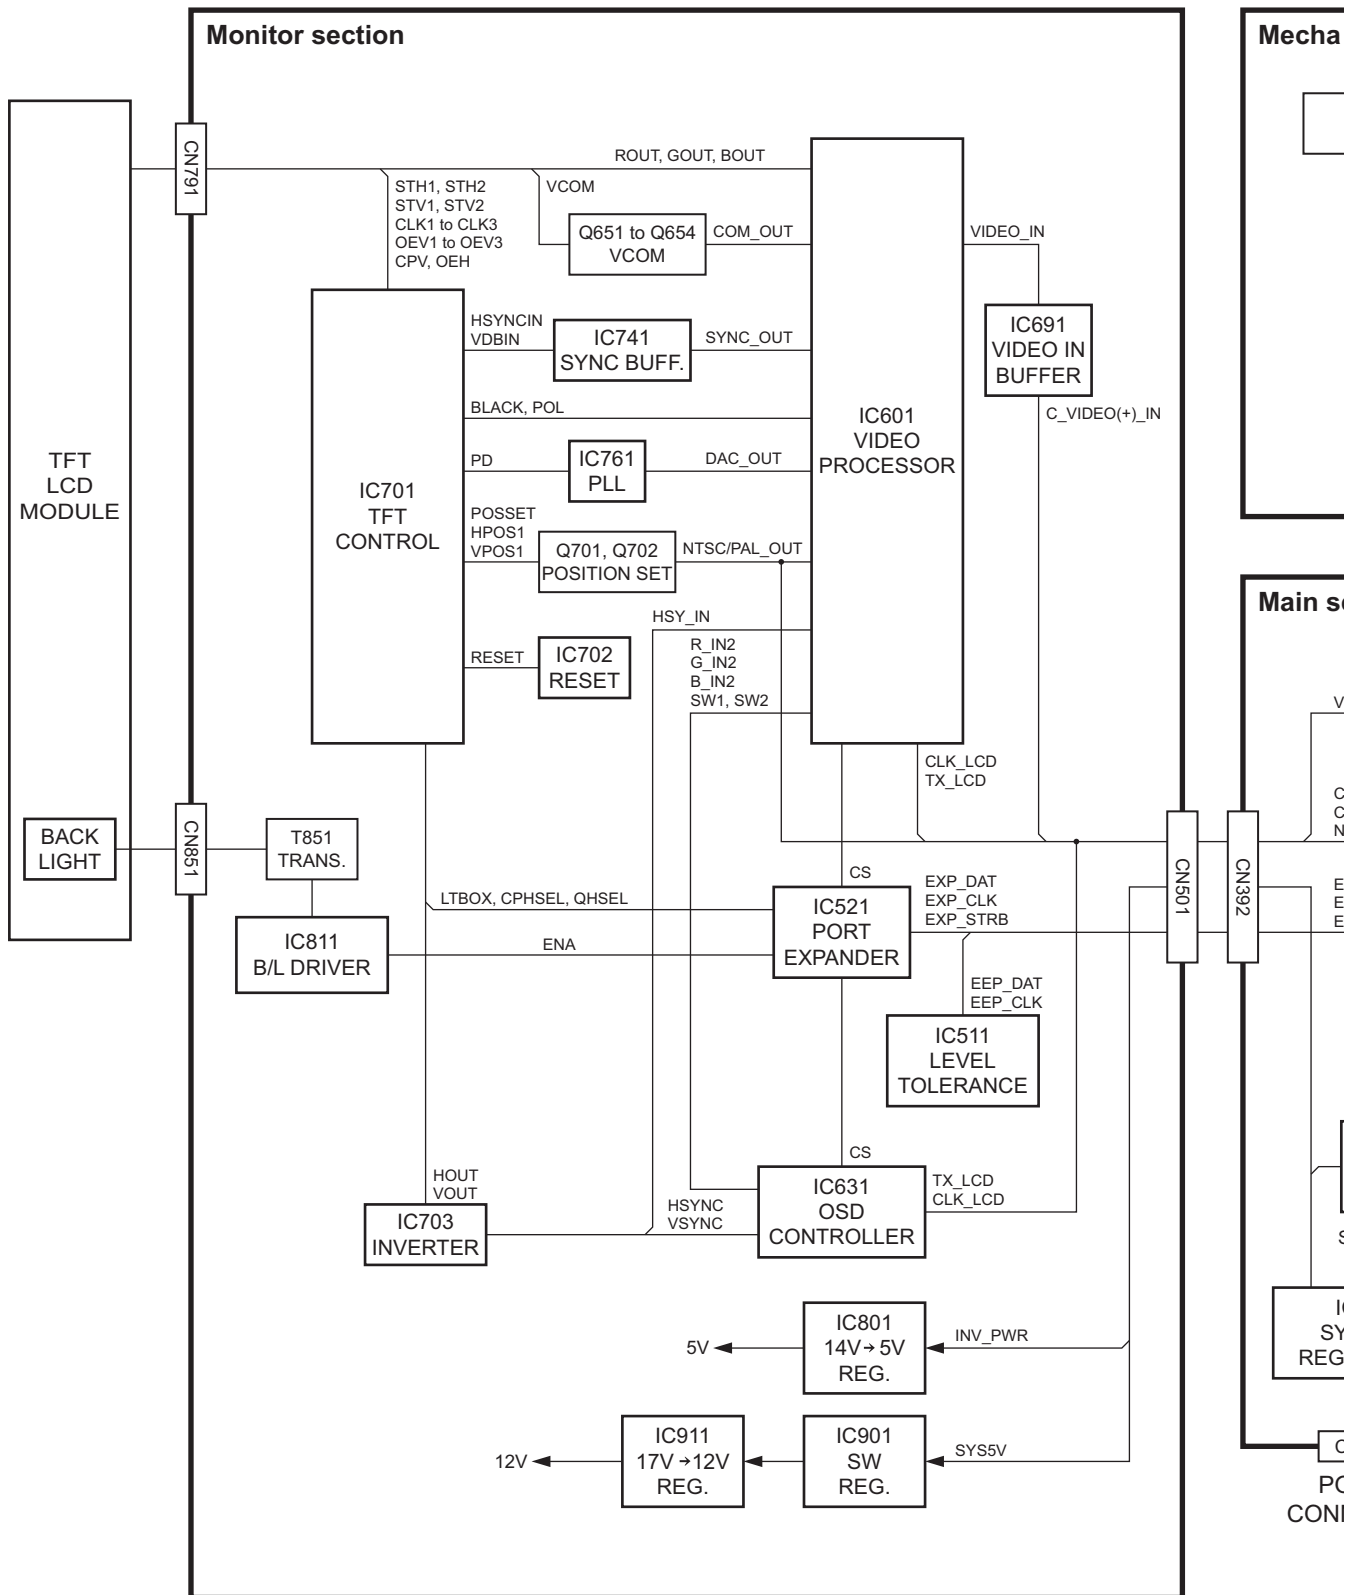 Monitor section
Mecha
CN791
ROUT, GOUT, BOUT
STH1, STH2
STV1, STV2
CLK1 to CLK3
OEV1 to OEV3
CPV, OEH
VCOM
Q651 to Q654
VCOM
COM_OUT
VIDEO_IN
HSYNCIN
VDBIN
IC741
SYNC BUFF.
SYNC_OUT
IC691
VIDEO IN
BUFFER
BLACK, POL
C_VIDEO(+)_IN
IC601
VIDEO
PROCESSOR
TFT
LCD
MODULE
PD
IC761
PLL
DAC_OUT
IC701
TFT
CONTROL
POSSET
HPOS1
VPOS1
Q701, Q702
POSITION SET
NTSC/PAL_OUT
Main se
HSY_IN
R_IN2
G_IN2
B_IN2
SW1, SW2
RESET
IC702
RESET
V
CLK_LCD
TX_LCD
C
C
N
BACK
LIGHT
CN851
T851
TRANS.
CS
CN501
CN392
LTBOX, CPHSEL, QHSEL
IC521
PORT
EXPANDER
EXP_DAT
EXP_CLK
EXP_STRB
E
E
E
IC811
B/L DRIVER
ENA
EEP_DAT
EEP_CLK
IC511
LEVEL
TOLERANCE
CS
HOUT
VOUT
IC703
INVERTER
HSYNC
VSYNC
IC631
OSD
CONTROLLER
TX_LCD
CLK_LCD
S
5V
IC801
14V→5V
REG.
INV_PWR
SY
REG
12V
IC911
17V→12V
REG.
IC901
SW
REG.
SYS5V
C
PO